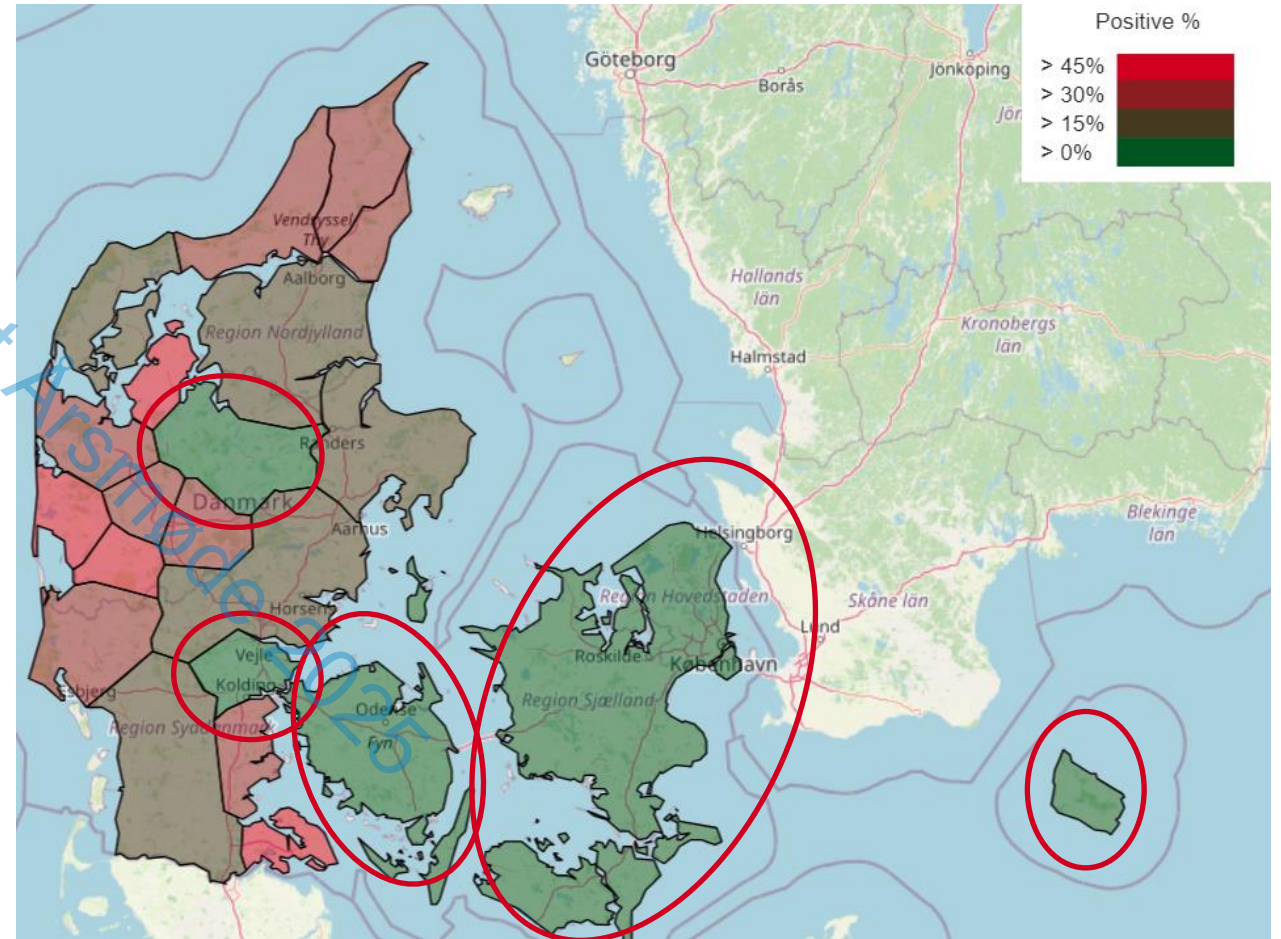 Positive %
> 45%
> 30%
> 15%
> 0%
Göteborg
Borås
Jönköping
Jön
Vendsyssel-
Thy
Aalborg
Region Nordjylland
Hallands
län
Kronobergs
län
Halmstad
Randers
Danmark
Aarhus
Blekinge
län
Helsingborg
Region Hovedstaden
Skåne län
Horsens
Lund
Vejle
Roskilde
København
Kolding
Esbjerg
Odense
Region Sjælland
Region Syddanmark
Fyn
Årsmøde 2025